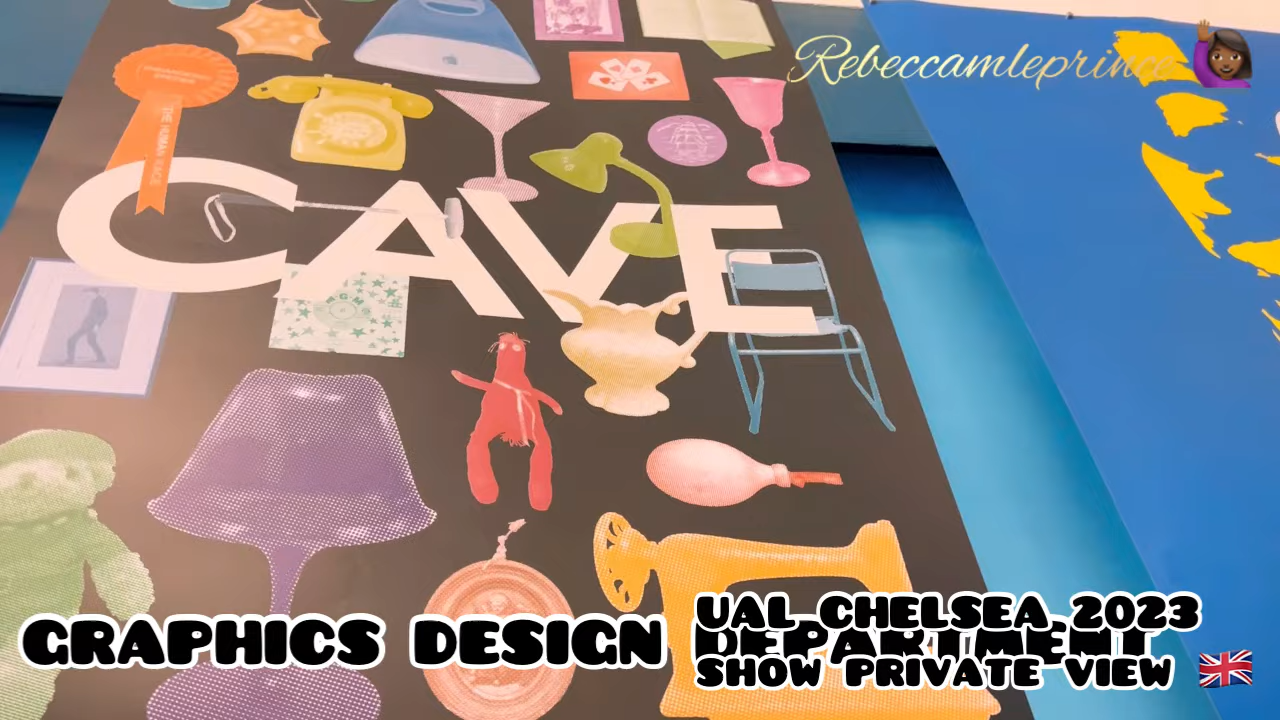 Rebeccamleprince
THE HUMAN RACE
CAVE
GRAPHICS DESIGN DEPARTMENT
UAL CHELSEA 2023
SHOW PRIVATE VIEW